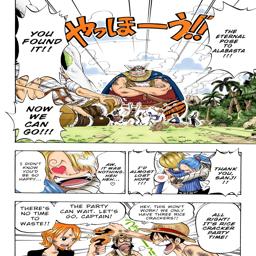 やっほーう!!
THE
ETERNAL
POSE
TO
ALABASTA!!
YOU
FOUND
IT!!
NOW
WE
CAN
GO!!!
THANK
YOU,
SANJI!
I'D
ALMOST
LOST
HOPE
!!!
AW,
IT WAS
NOTHING.
HEH
HEH...♡
I DIDN'T
KNOW
YOU'D
BE SO
HAPPY...
ALL
RIGHT!
IT'S RICE
CRACKER
PARTY
TIME!
HEY, THIS WON'T
WORK! WE ONLY
HAVE THREE RICE
CRACKERS!!
THE PARTY
CAN WAIT. LET'S
GO, CAPTAIN!
THERE'S
NO TIME
TO
WASTE!!